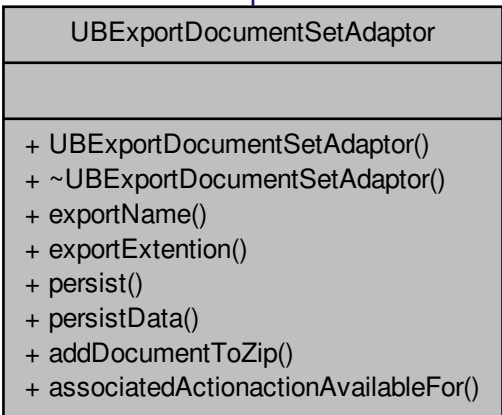 UBExportDocumentSetAdaptor
+ UBExportDocumentSetAdaptor()
+ ~UBExportDocumentSetAdaptor()
+ exportName()
+ exportExtention()
+ persist()
+ persistData()
+ addDocumentToZip()
+ associatedActionactionAvailableFor()